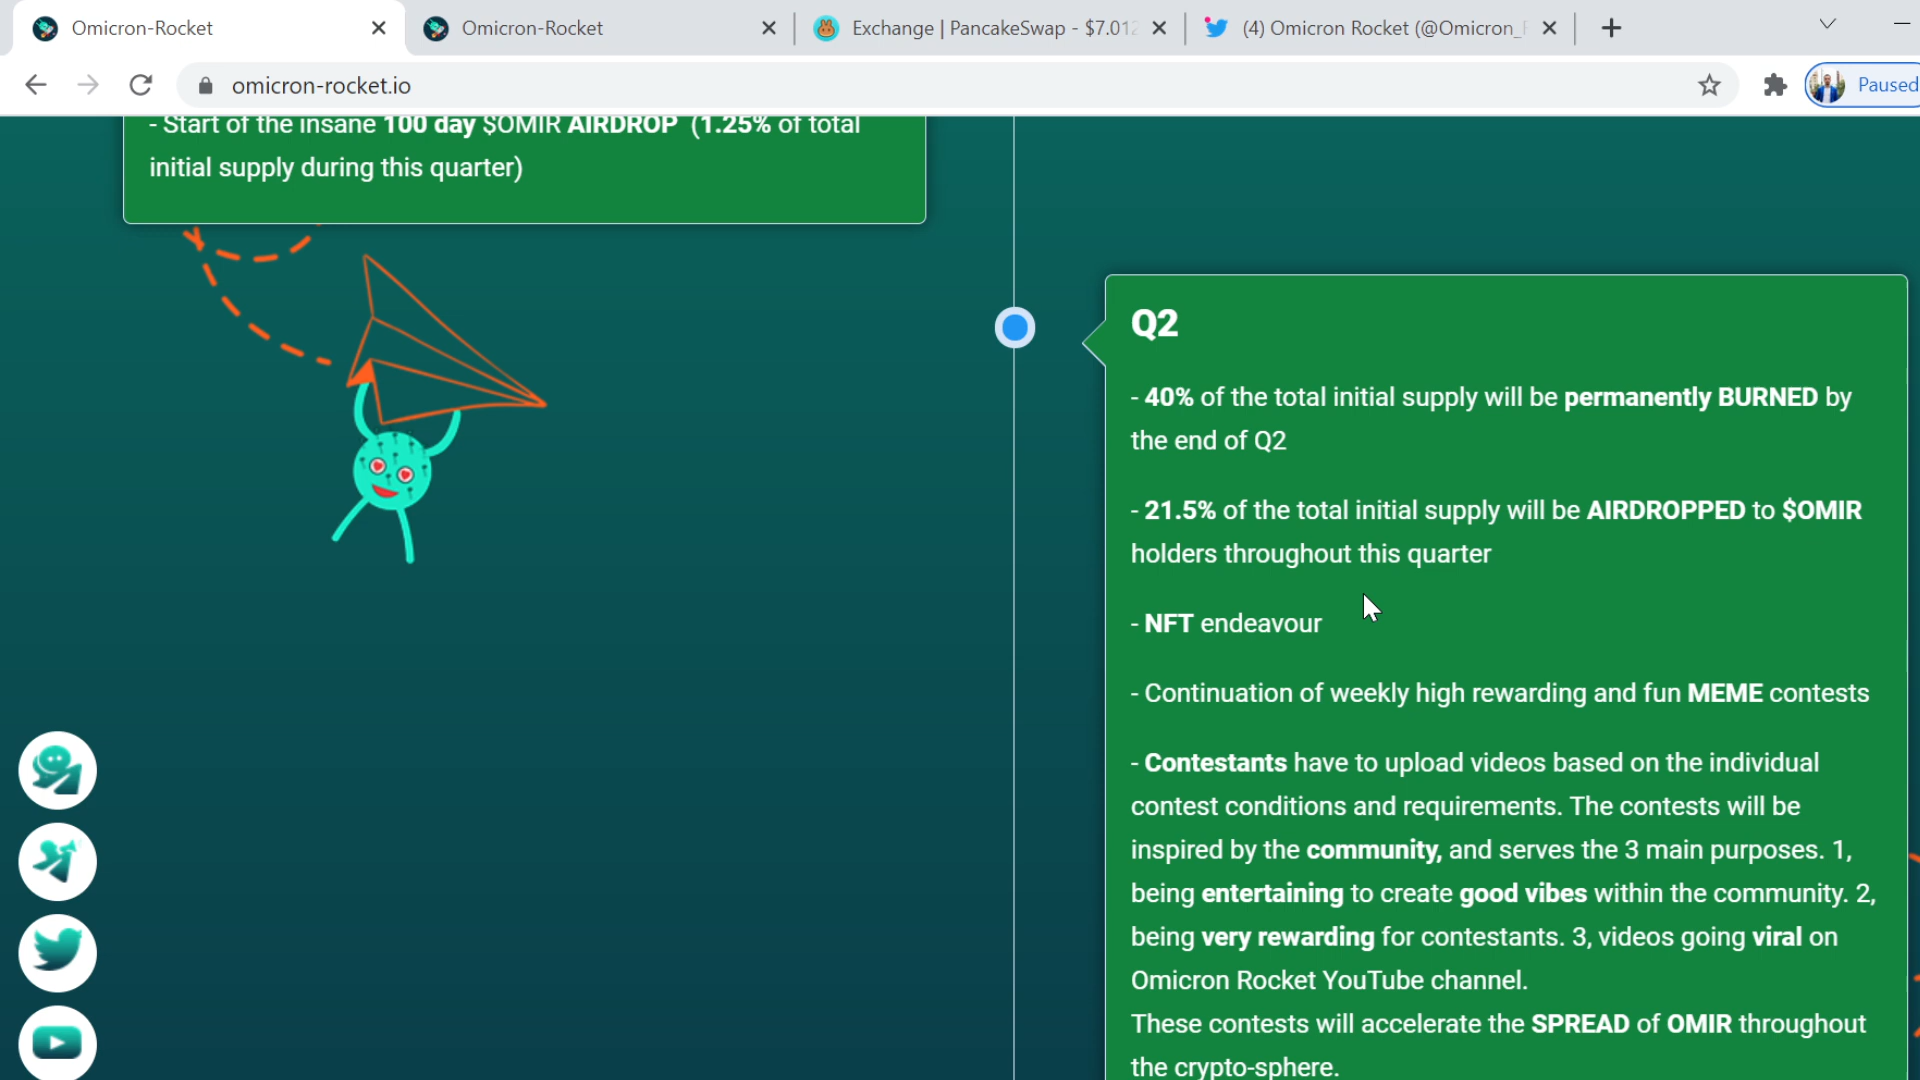 Omicron-Rocket
Omicron-Rocket
Exchange | PancakeSwap - $7.012
(4) Omicron Rocket (@Omicron_
omicron-rocket.io
Paused
- Start of the insane 100 day $OMIR AIRDROP (1.25% of total
initial supply during this quarter)
Q2
- 40% of the total initial supply will be permanently BURNED by
the end of Q2
- 21.5% of the total initial supply will be AIRDROPPED to $OMIR
holders throughout this quarter
- NFT endeavour
- Continuation of weekly high rewarding and fun MEME contests
- Contestants have to upload videos based on the individual
contest conditions and requirements. The contests will be
inspired by the community, and serves the 3 main purposes. 1,
being entertaining to create good vibes within the community. 2,
being very rewarding for contestants. 3, videos going viral on
Omicron Rocket YouTube channel.
These contests will accelerate the SPREAD of OMIR throughout
the crypto-sphere.